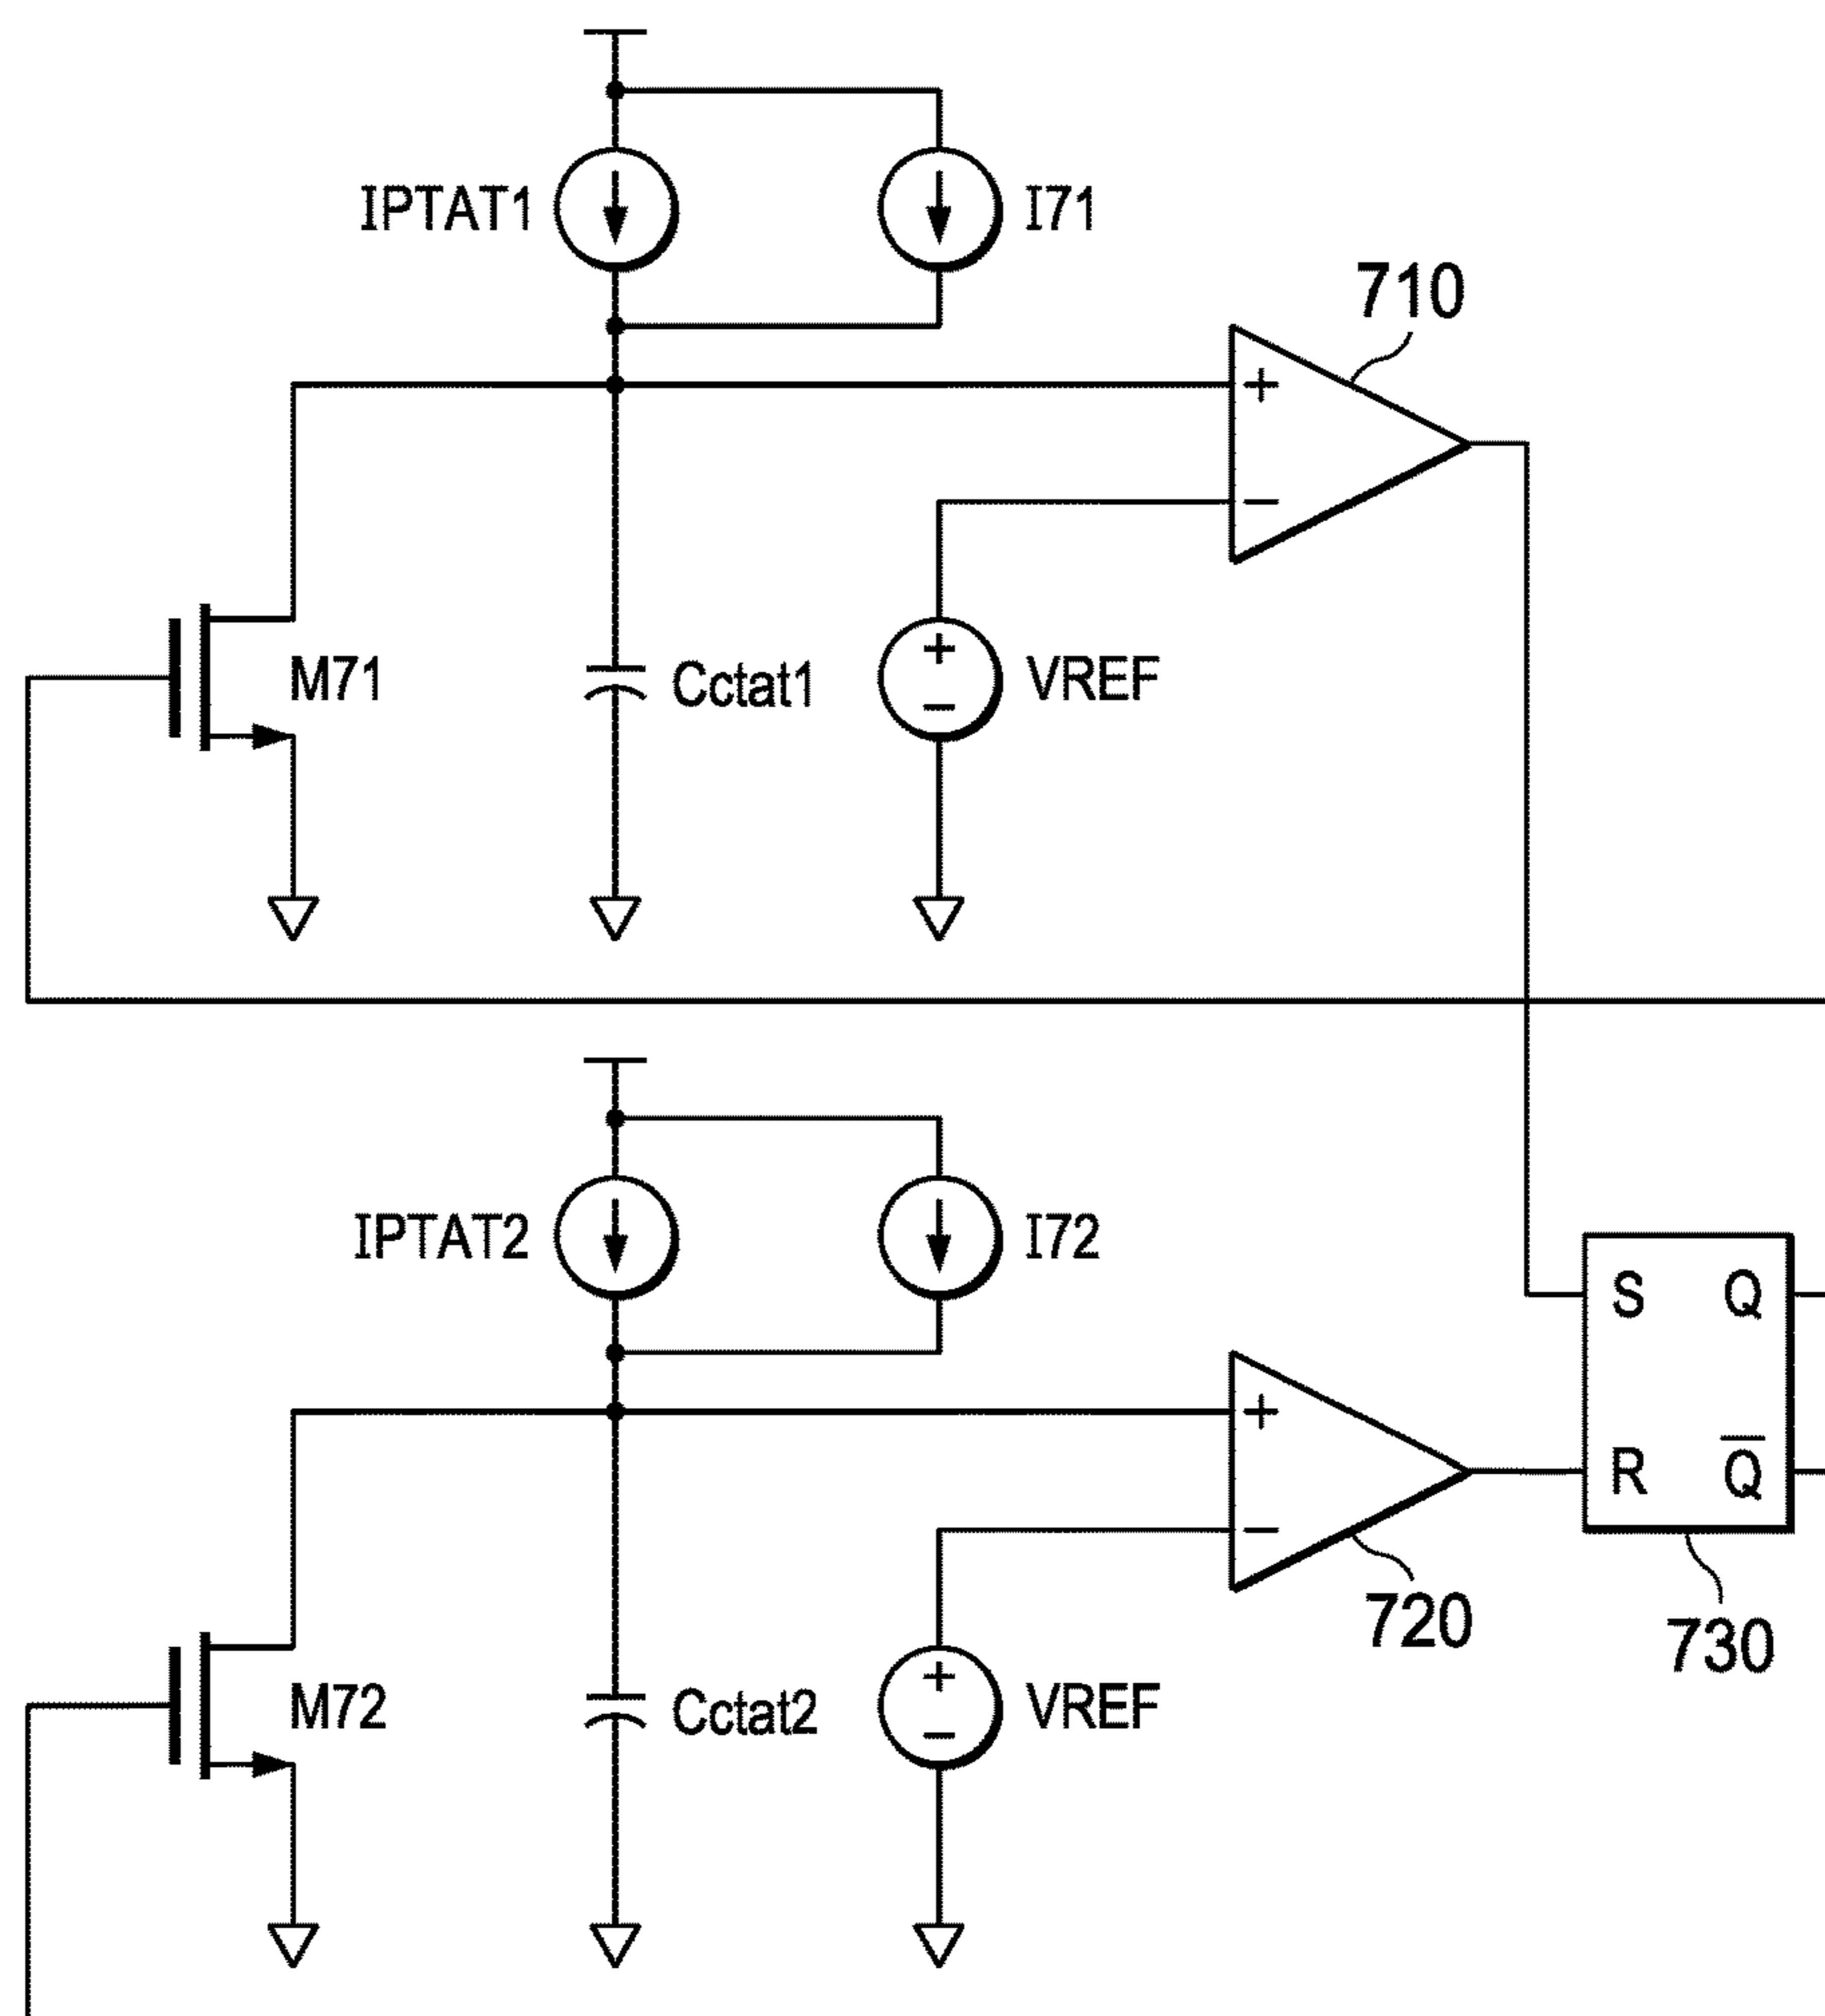 IPTAT1
I71
710
+
−
M71
Cctat1
+
−
VREF
IPTAT2
I72
S
Q
+
−
R
Q̅
720
730
M72
Cctat2
+
−
VREF